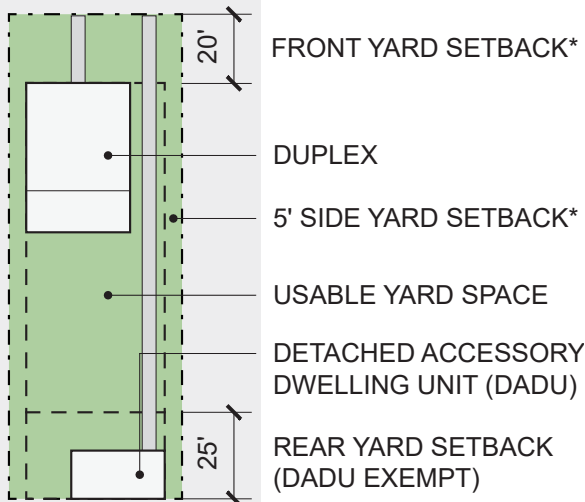 20'
FRONT YARD SETBACK*
DUPLEX
5' SIDE YARD SETBACK*
USABLE YARD SPACE
DETACHED ACCESSORY
DWELLING UNIT (DADU)
25'
REAR YARD SETBACK
(DADU EXEMPT)